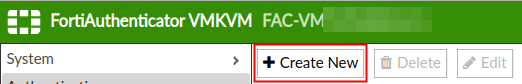 FortiAuthenticator VMKVM FAC-VM
System
Create New
Delete
Edit